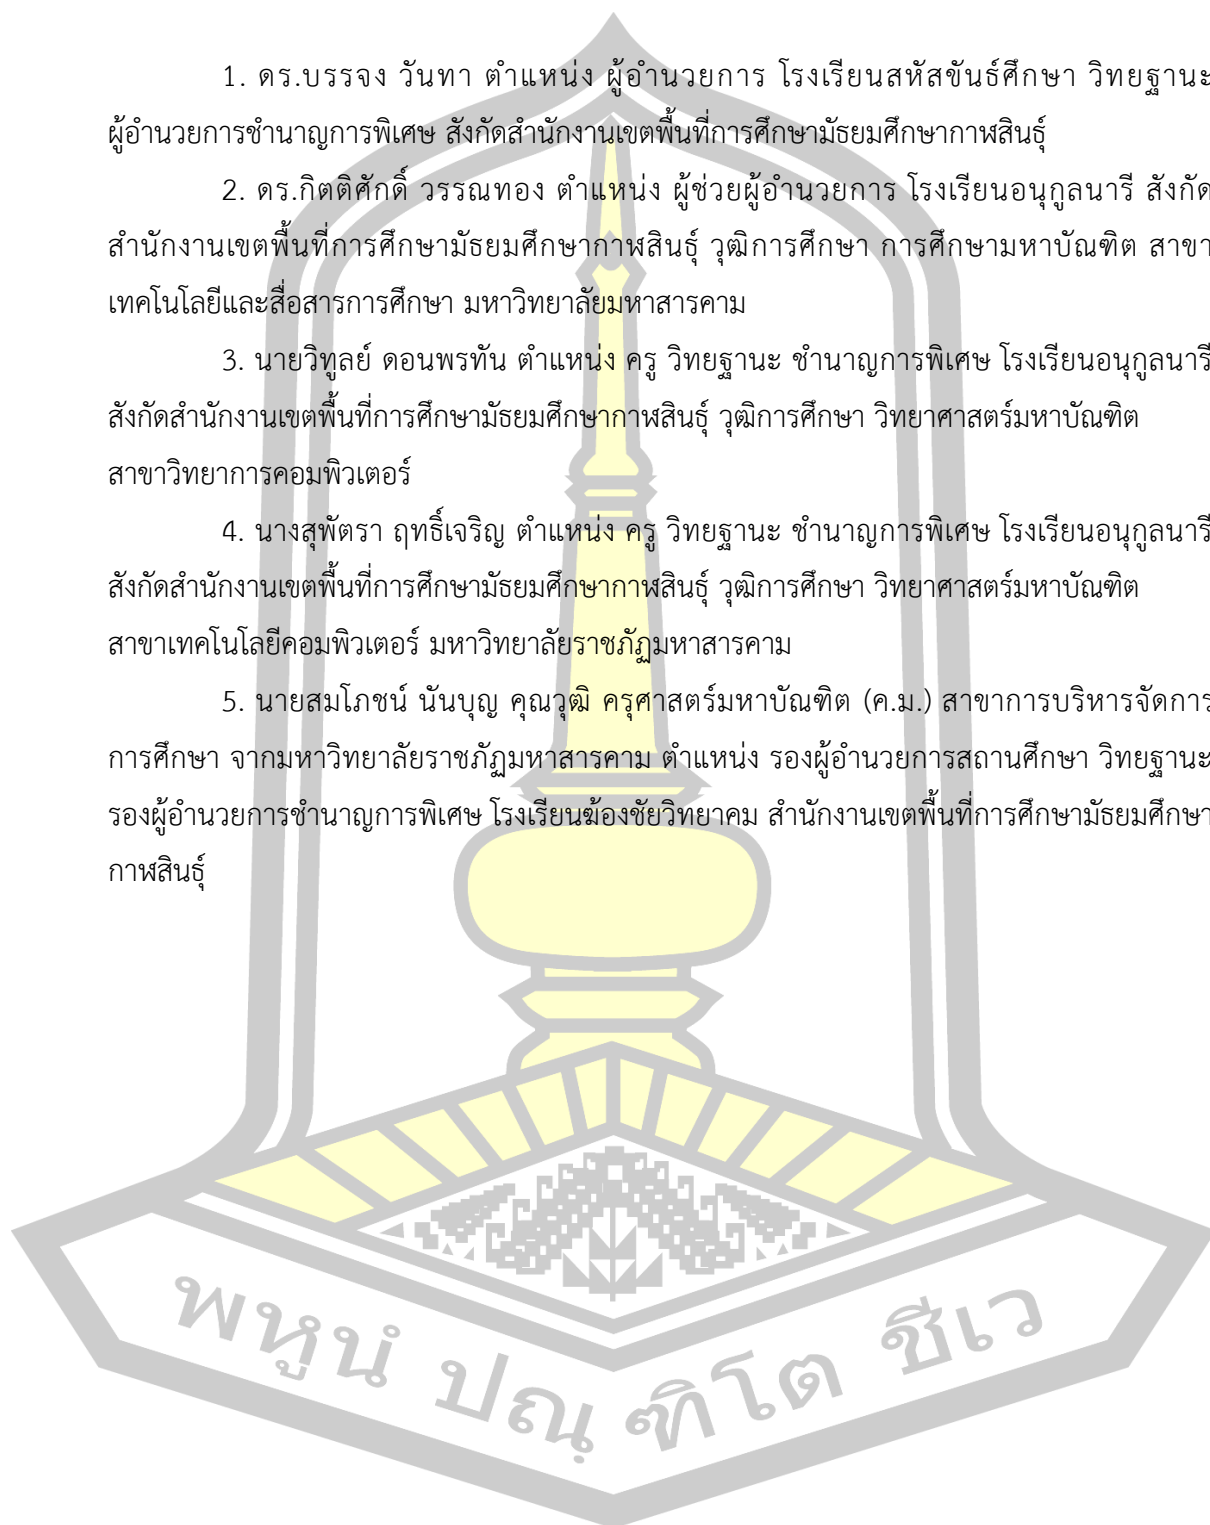 1. ดร.บรรจง วันทา ตำแหน่ง ผู้อำนวยการ โรงเรียนสหัสขันธ์ศึกษา วิทยฐานะ
ผู้อำนวยการชำนาญการพิเศษ สังกัดสำนักงานเขตพื้นที่การศึกษามัธยมศึกษากาฬสินธุ์
2. ดร.กิตติศักดิ์ วรรณทอง ตำแหน่ง ผู้ช่วยผู้อำนวยการ โรงเรียนอนุกูลนารี สังกัด
สำนักงานเขตพื้นที่การศึกษามัธยมศึกษากาฬสินธุ์ วุฒิการศึกษา การศึกษามหาบัณฑิต สาขา
เทคโนโลยีและสื่อสารการศึกษา มหาวิทยาลัยมหาสารคาม
3. นายวิทูลย์ ดอนพรทัน ตำแหน่ง ครู วิทยฐานะ ชำนาญการพิเศษ โรงเรียนอนุกูลนารี
สังกัดสำนักงานเขตพื้นที่การศึกษามัธยมศึกษากาฬสินธุ์ วุฒิการศึกษา วิทยาศาสตร์มหาบัณฑิต
สาขาวิทยาการคอมพิวเตอร์
4. นางสุพัตรา ฤทธิ์เจริญ ตำแหน่ง ครู วิทยฐานะ ชำนาญการพิเศษ โรงเรียนอนุกูลนารี
สังกัดสำนักงานเขตพื้นที่การศึกษามัธยมศึกษากาฬสินธุ์ วุฒิการศึกษา วิทยาศาสตร์มหาบัณฑิต
สาขาเทคโนโลยีคอมพิวเตอร์ มหาวิทยาลัยราชภัฏมหาสารคาม
5. นายสมโภชน์ นันบุญ คุณวุฒิ ครุศาสตร์มหาบัณฑิต (ค.ม.) สาขาการบริหารจัดการ
การศึกษา จากมหาวิทยาลัยราชภัฏมหาสารคาม ตำแหน่ง รองผู้อำนวยการสถานศึกษา วิทยฐานะ
รองผู้อำนวยการชำนาญการพิเศษ โรงเรียนฆ้องชัยวิทยาคม สำนักงานเขตพื้นที่การศึกษามัธยมศึกษา
กาฬสินธุ์
พหูนํ ปณฺ ฑิโต ชีเว